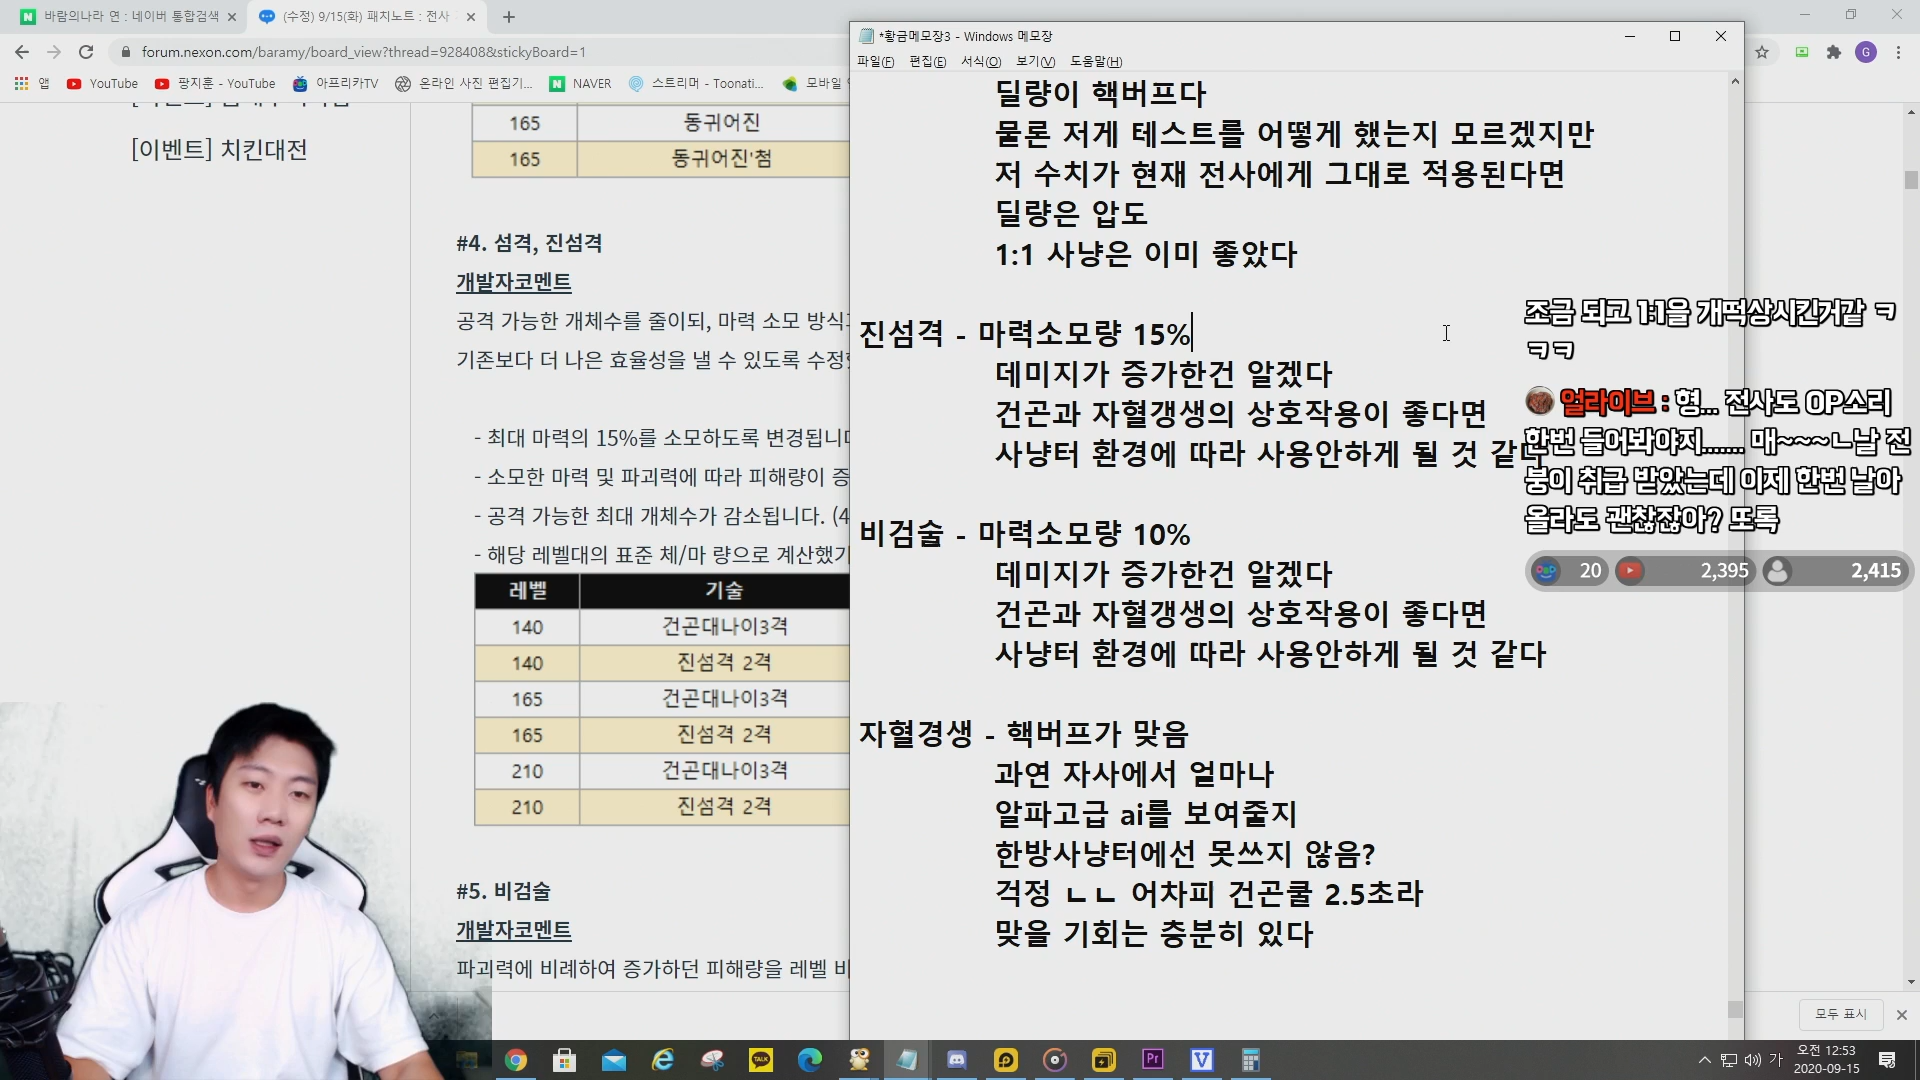 바람의나라 연 : 네이버 통합검색
(수정) 9/15(화) 패치노트 : 전사
forum.nexon.com/baramy/board_view?thread=928408&stickyBoard=1
앱
YouTube
팡지훈 - YouTube
아프리카TV
온라인 사진 편집기...
NAVER
스트리머 - Toonati...
모바일
[이벤트] 치킨대전
165 동귀어진
165 동귀어진'첨
#4. 섬격, 진섬격
개발자코멘트
공격 가능한 개체수를 줄이되, 마력 소모 방식
기존보다 더 나은 효율성을 낼 수 있도록 수정
- 최대 마력의 15%를 소모하도록 변경됩니
- 소모한 마력 및 파괴력에 따라 피해량이 증
- 공격 가능한 최대 개체수가 감소됩니다. (4
- 해당 레벨대의 표준 체/마 량으로 계산했기
레벨 기술
140 건곤대나이3격
140 진섬격 2격
165 건곤대나이3격
165 진섬격 2격
210 건곤대나이3격
210 진섬격 2격
#5. 비검술
개발자코멘트
파괴력에 비례하여 증가하던 피해량을 레벨 비
*황금메모장3 - Windows 메모장
파일(F) 편집(E) 서식(O) 보기(V) 도움말(H)
딜량이 핵버프다
물론 저게 테스트를 어떻게 했는지 모르겠지만
저 수치가 현재 전사에게 그대로 적용된다면
딜량은 압도
1:1 사냥은 이미 좋았다
진섬격 - 마력소모량 15%
데미지가 증가한건 알겠다
건곤과 자혈갱생의 상호작용이 좋다면
사냥터 환경에 따라 사용안하게 될 것 같다
비검술 - 마력소모량 10%
데미지가 증가한건 알겠다
건곤과 자혈갱생의 상호작용이 좋다면
사냥터 환경에 따라 사용안하게 될 것 같다
자혈경생 - 핵버프가 맞음
과연 자사에서 얼마나
알파고급 ai를 보여줄지
한방사냥터에선 못쓰지 않음?
걱정 ㄴㄴ 어차피 건곤쿨 2.5초라
맞을 기회는 충분히 있다
조금 되고 1:1을 개떡상시킨거같 ㅋ
ㅋㅋ
얼라이브 : 형... 전사도 OP소리
한번 들어봐야지....... 매~~~ㄴ날 전
붕이 취급 받았는데 이제 한번 날아
올라도 괜찮잖아? 또륵
20 2,395 2,415
모두 표시
TALK
Pr
가
오전 12:53
2020-09-15